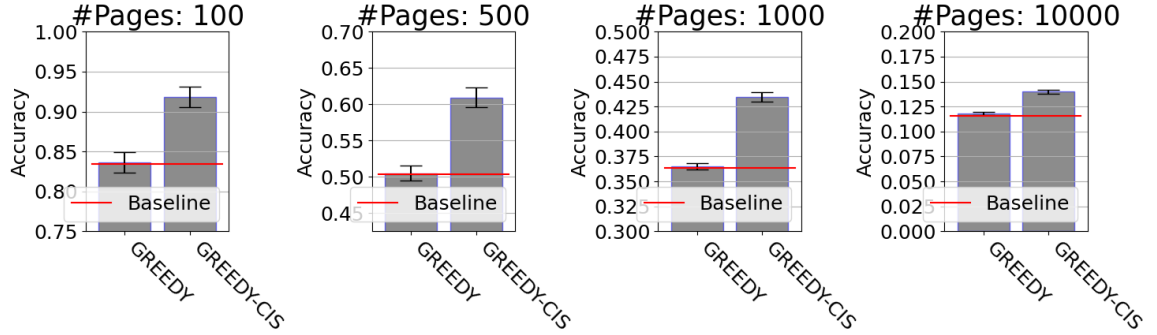 #Pages: 100
Accuracy
1.00
0.95
0.90
0.85
0.80
0.75
Baseline
GREEDY
GREEDY-CIS
#Pages: 500
Accuracy
0.70
0.65
0.60
0.55
0.50
0.45
Baseline
GREEDY
GREEDY-CIS
#Pages: 1000
Accuracy
0.500
0.475
0.450
0.425
0.400
0.375
0.350
0.325
0.300
Baseline
GREEDY
GREEDY-CIS
#Pages: 10000
Accuracy
0.200
0.175
0.150
0.125
0.100
0.075
0.050
0.025
0.000
Baseline
GREEDY
GREEDY-CIS